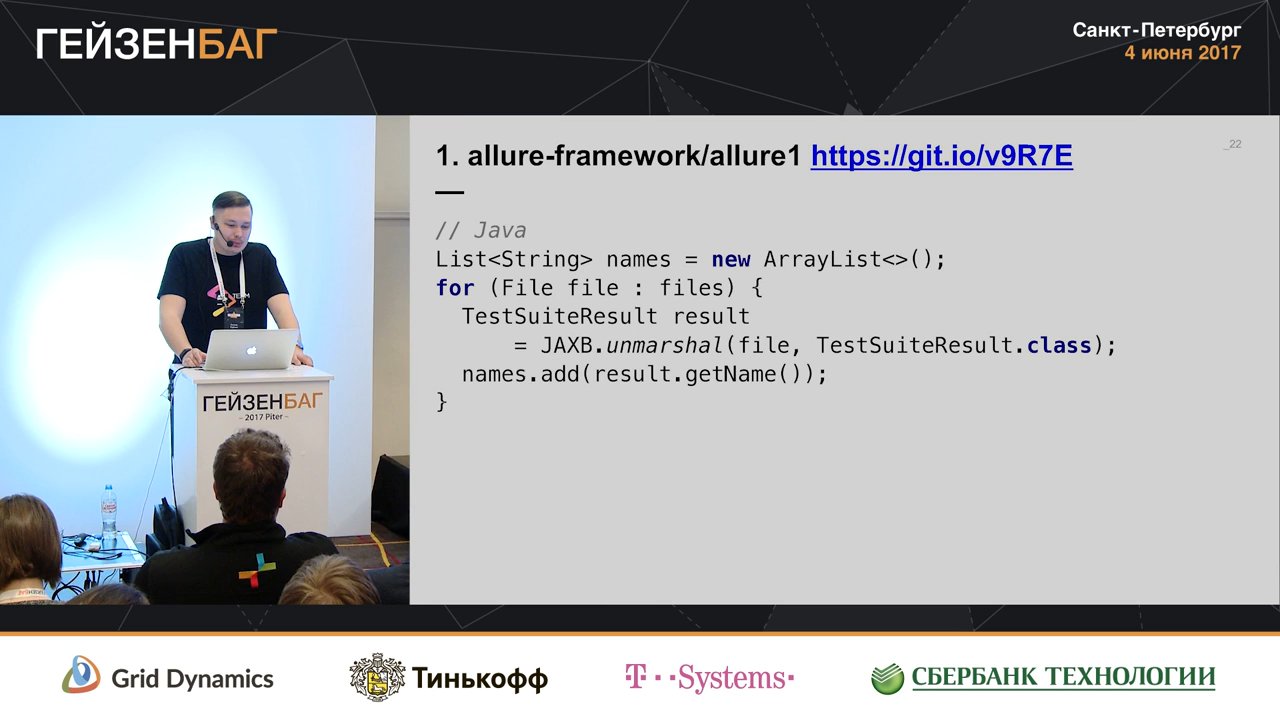 ГЕЙЗЕНБАГ
Санкт-Петербург
4 июня 2017
_22
1. allure-framework/allure1 https://git.io/v9R7E
—
// Java
List<String> names = new ArrayList<>();
for (File file : files) {
  TestSuiteResult result
      = JAXB.unmarshal(file, TestSuiteResult.class);
  names.add(result.getName());
}
ГЕЙЗЕНБАГ
– 2017 Piter –
Grid Dynamics
Тинькофф
T··Systems·
СБЕРБАНК ТЕХНОЛОГИИ